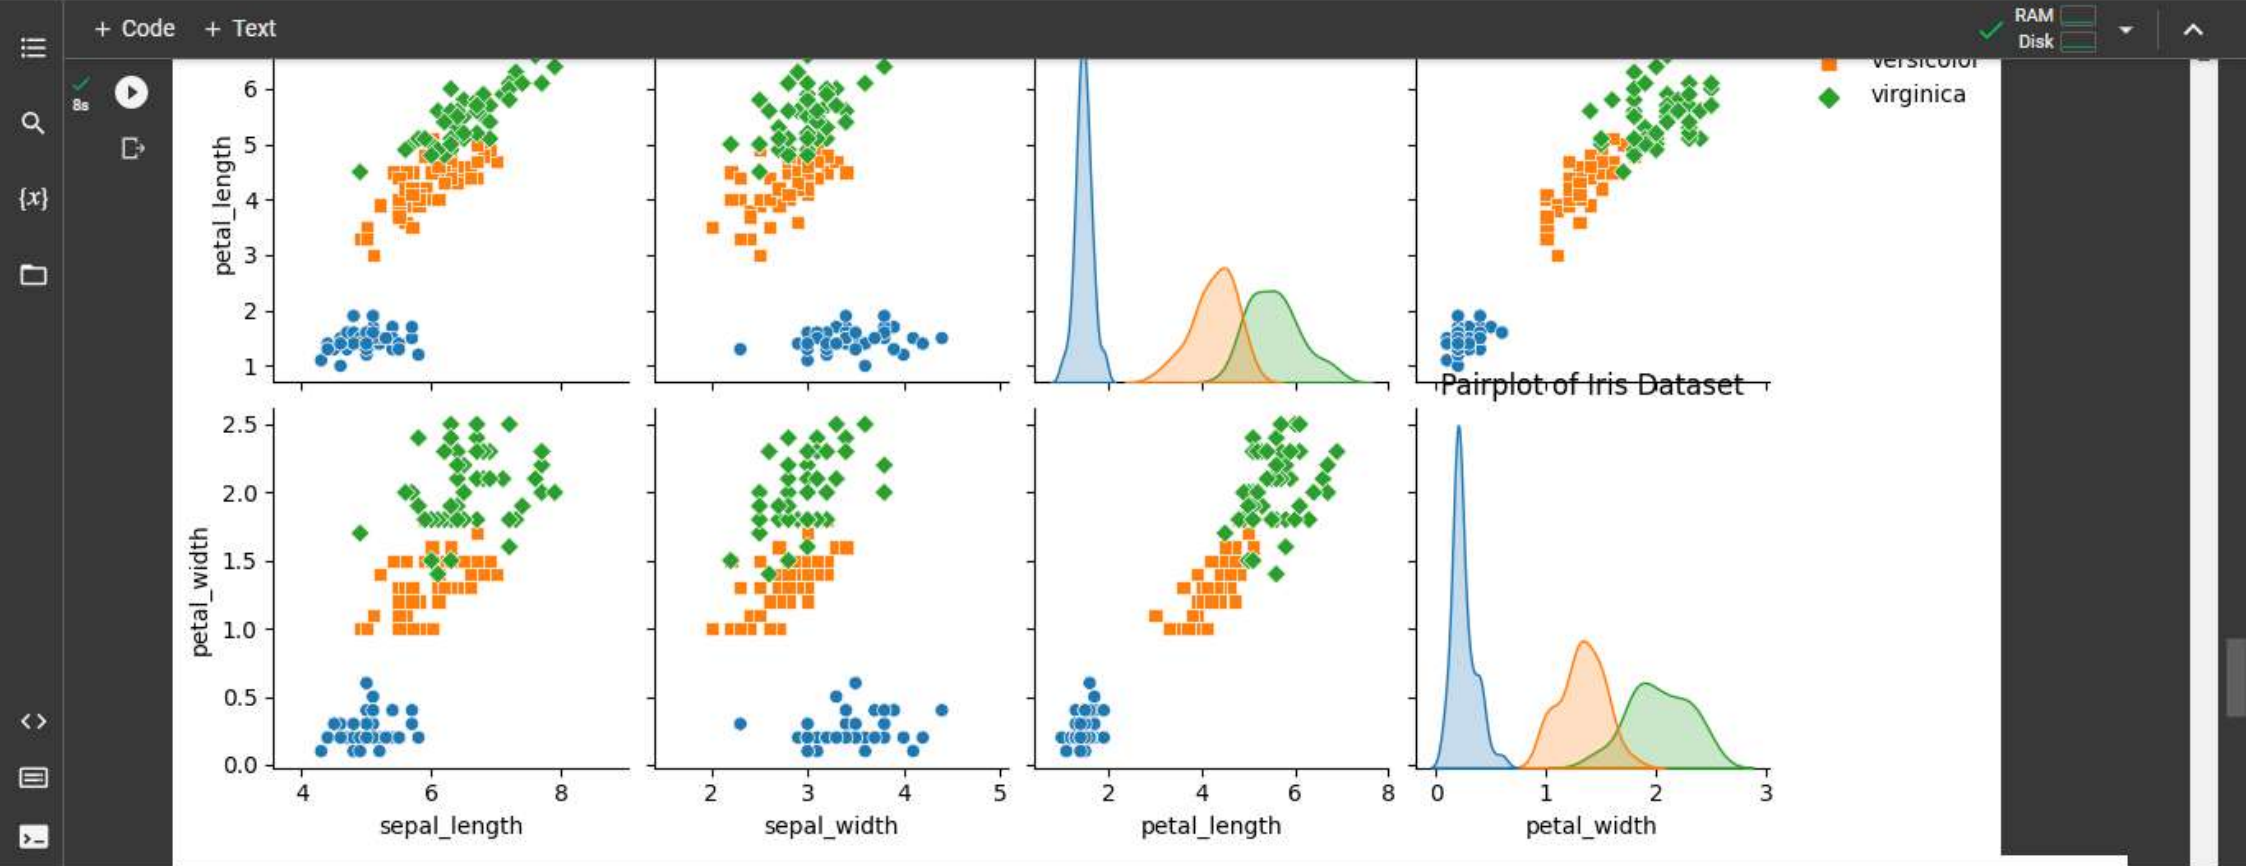 + Code + Text
RAM
Disk
8s
{x}
versicolor
virginica
petal_length
6
5
4
3
2
1
Pairplot of Iris Dataset
petal_width
2.5
2.0
1.5
1.0
0.5
0.0
4 6 8 2 3 4 5 2 4 6 8 0 1 2 3
sepal_length sepal_width petal_length petal_width